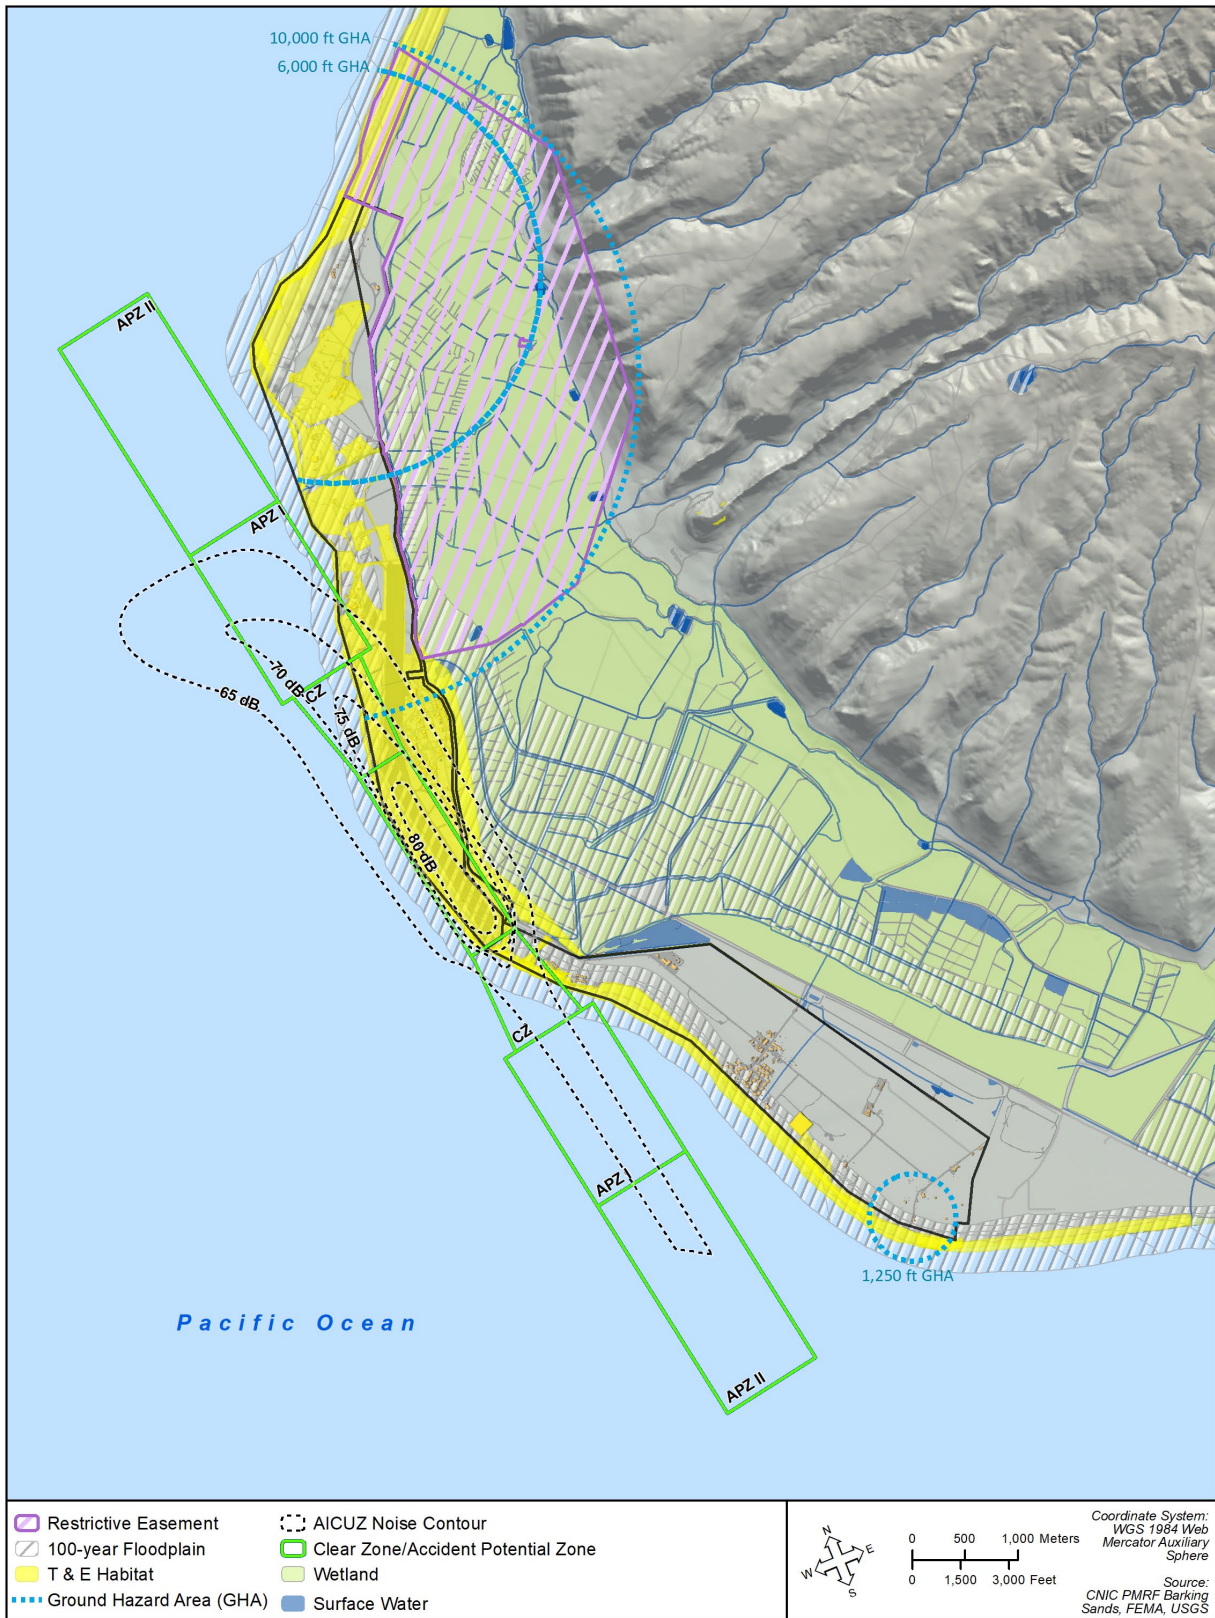 10,000 ft GHA
6,000 ft GHA
APZ II
APZ I
70 dB
CZ
65 dB
75 dB
80 dB
CZ
APZ I
1,250 ft GHA
Pacific Ocean
APZ II
Restrictive Easement
100-year Floodplain
T & E Habitat
Ground Hazard Area (GHA)
AICUZ Noise Contour
Clear Zone/Accident Potential Zone
Wetland
Surface Water
N
E
W
S
0 500 1,000 Meters
0 1,500 3,000 Feet
Coordinate System:
WGS 1984 Web
Mercator Auxiliary
Sphere
Source:
CNIC PMRF Barking
Sands, FEMA, USGS